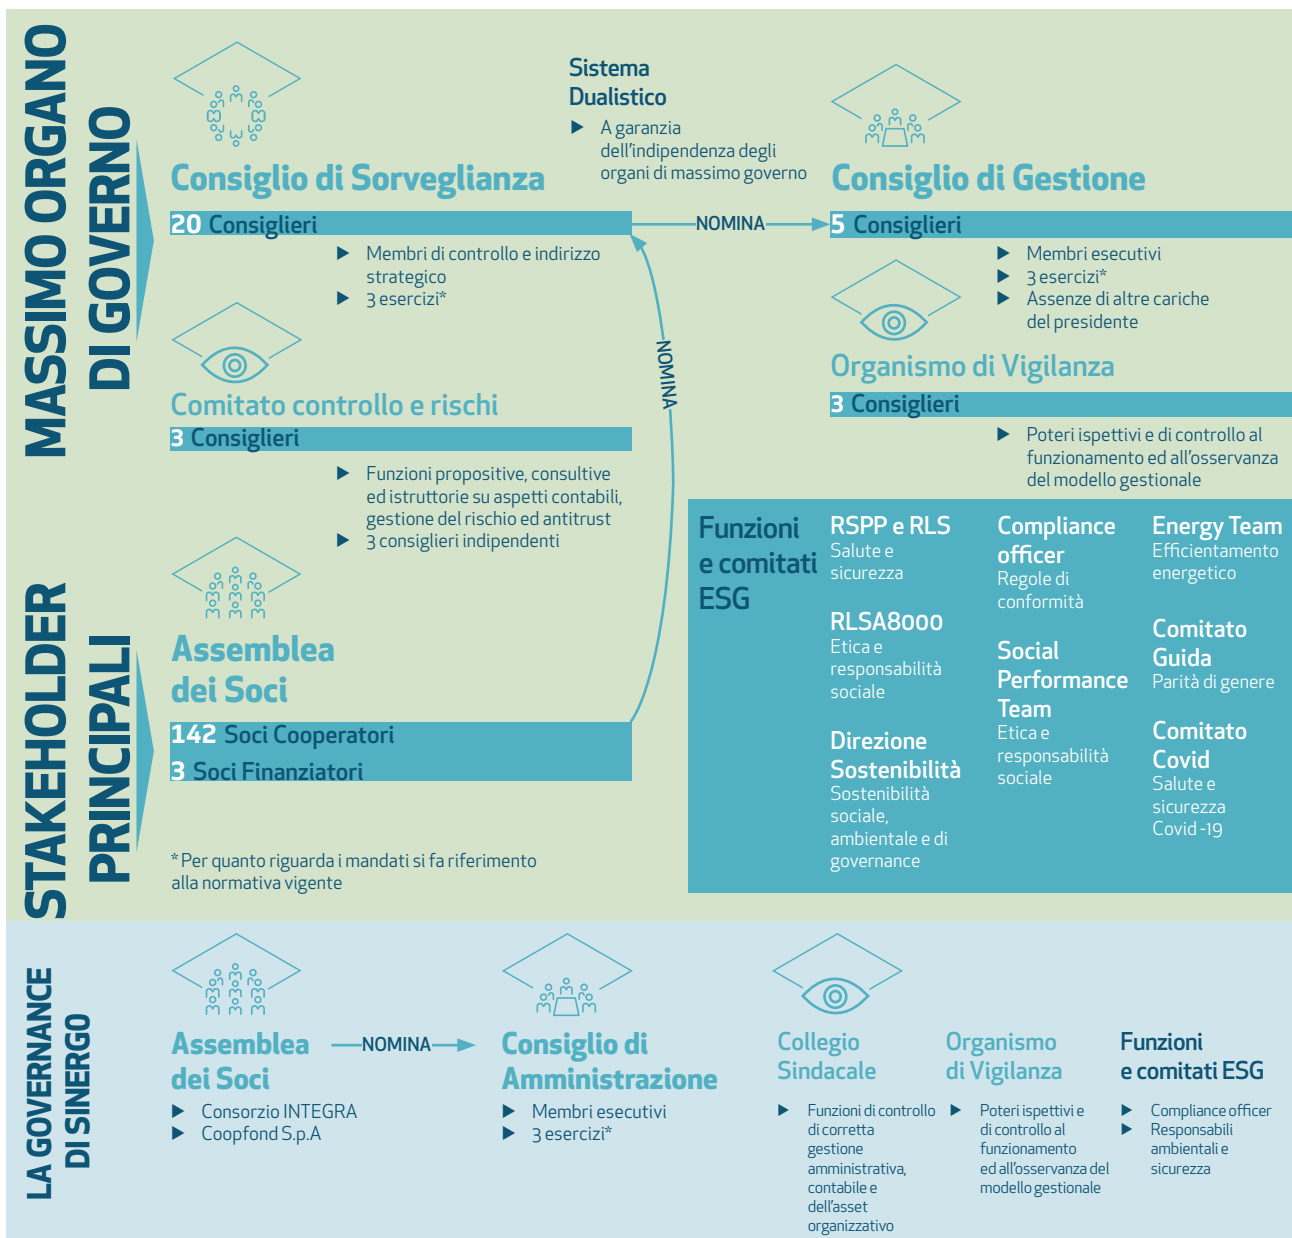 MASSIMO ORGANO
DI GOVERNO
Consiglio di Sorveglianza
20 Consiglieri
Membri di controllo e indirizzo
strategico
3 esercizi*
Sistema
Dualistico
A garanzia
dell'indipendenza degli
organi di massimo governo
NOMINA
Consiglio di Gestione
5 Consiglieri
Membri esecutivi
3 esercizi*
Assenze di altre cariche
del presidente
Comitato controllo e rischi
3 Consiglieri
Funzioni propositive, consultive
ed istruttorie su aspetti contabili,
gestione del rischio ed antitrust
3 consiglieri indipendenti
NOMINA
Organismo di Vigilanza
3 Consiglieri
Poteri ispettivi e di controllo al
funzionamento ed all'osservanza
del modello gestionale
STAKEHOLDER
PRINCIPALI
Assemblea
dei Soci
142 Soci Cooperatori
3 Soci Finanziatori
*Per quanto riguarda i mandati si fa riferimento
alla normativa vigente
Funzioni
e comitati
ESG
RSPP e RLS
Salute e
sicurezza
RLSA8000
Etica e
responsabilità
sociale
Direzione
Sostenibilità
Sostenibilità
sociale,
ambientale e di
governance
Compliance
officer
Regole di
conformità
Social
Performance
Team
Etica e
responsabilità
sociale
Energy Team
Efficientamento
energetico
Comitato
Guida
Parità di genere
Comitato
Covid
Salute e
sicurezza
Covid -19
LA GOVERNANCE
DI SINERGO
Assemblea
dei Soci
Consorzio INTEGRA
Coopfond S.p.A
NOMINA
Consiglio di
Amministrazione
Membri esecutivi
3 esercizi*
Collegio
Sindacale
Funzioni di controllo
di corretta
gestione
amministrativa,
contabile e
dell'asset
organizzativo
Organismo
di Vigilanza
Poteri ispettivi e
di controllo al
funzionamento
ed all'osservanza del
modello gestionale
Funzioni
e comitati ESG
Compliance officer
Responsabili
ambientali e
sicurezza